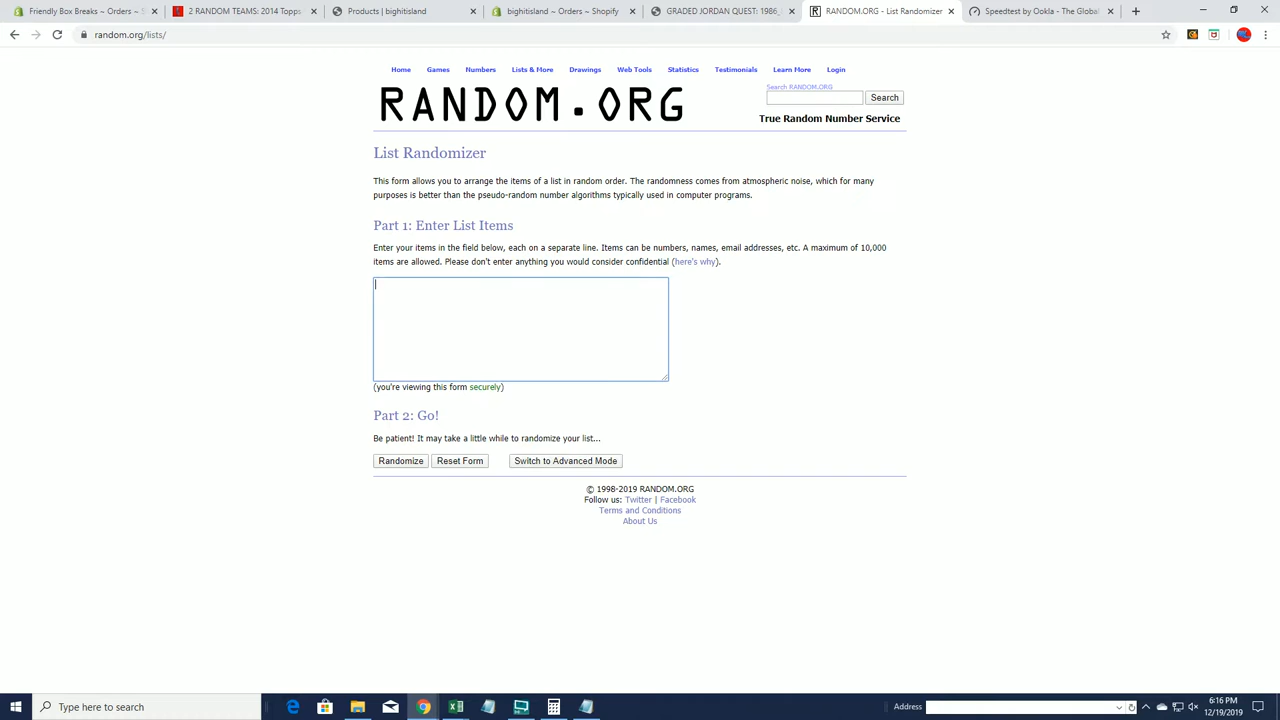 Friendly Box Breaks ~ Orders ~ S
2 RANDOM TEAMS: 2014 Topps
Products | bighitisland
bighitisland ~ Orders ~ Shopify
GRADED JORDAN QUEST: 1986
RANDOM.ORG - List Randomizer
Speedtest by Ookla - The Global
random.org/lists/
Home Games Numbers Lists & More Drawings Web Tools Statistics Testimonials Learn More Login
RANDOM.ORG
Search RANDOM.ORG
Search
True Random Number Service
List Randomizer
This form allows you to arrange the items of a list in random order. The randomness comes from atmospheric noise, which for many
purposes is better than the pseudo-random number algorithms typically used in computer programs.
Part 1: Enter List Items
Enter your items in the field below, each on a separate line. Items can be numbers, names, email addresses, etc. A maximum of 10,000
items are allowed. Please don't enter anything you would consider confidential (here's why).
(you're viewing this form securely)
Part 2: Go!
Be patient! It may take a little while to randomize your list...
Randomize Reset Form Switch to Advanced Mode
© 1998-2019 RANDOM.ORG
Follow us: Twitter | Facebook
Terms and Conditions
About Us
Type here to search
Address
6:16 PM
12/19/2019